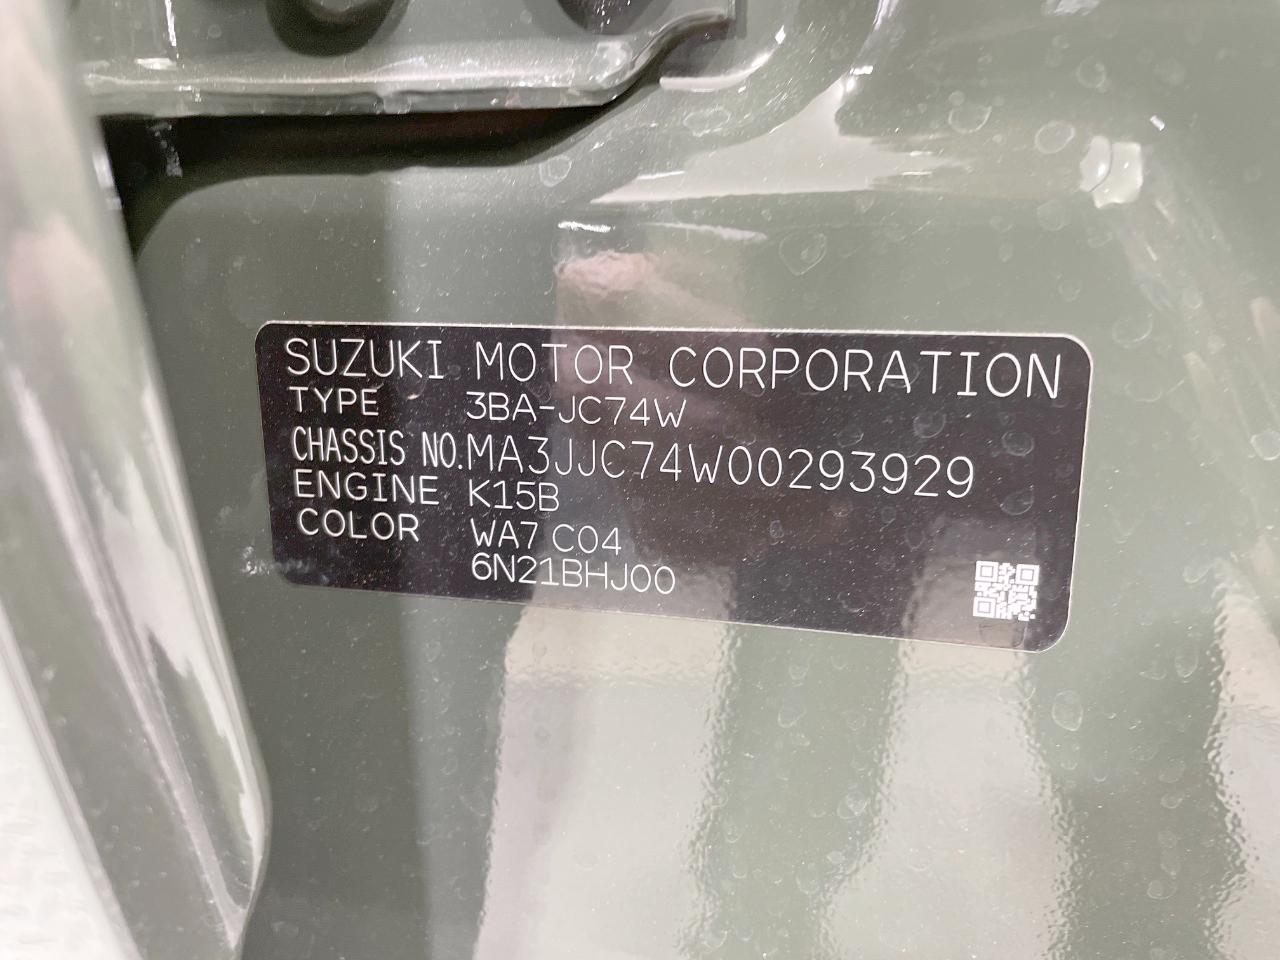 SUZUKI MOTOR CORPORATION
TYPE 3BA-JC74W
CHASSIS NO.MA3JJC74W00293929
ENGINE K15B
COLOR WA7 C04
6N21BHJ00